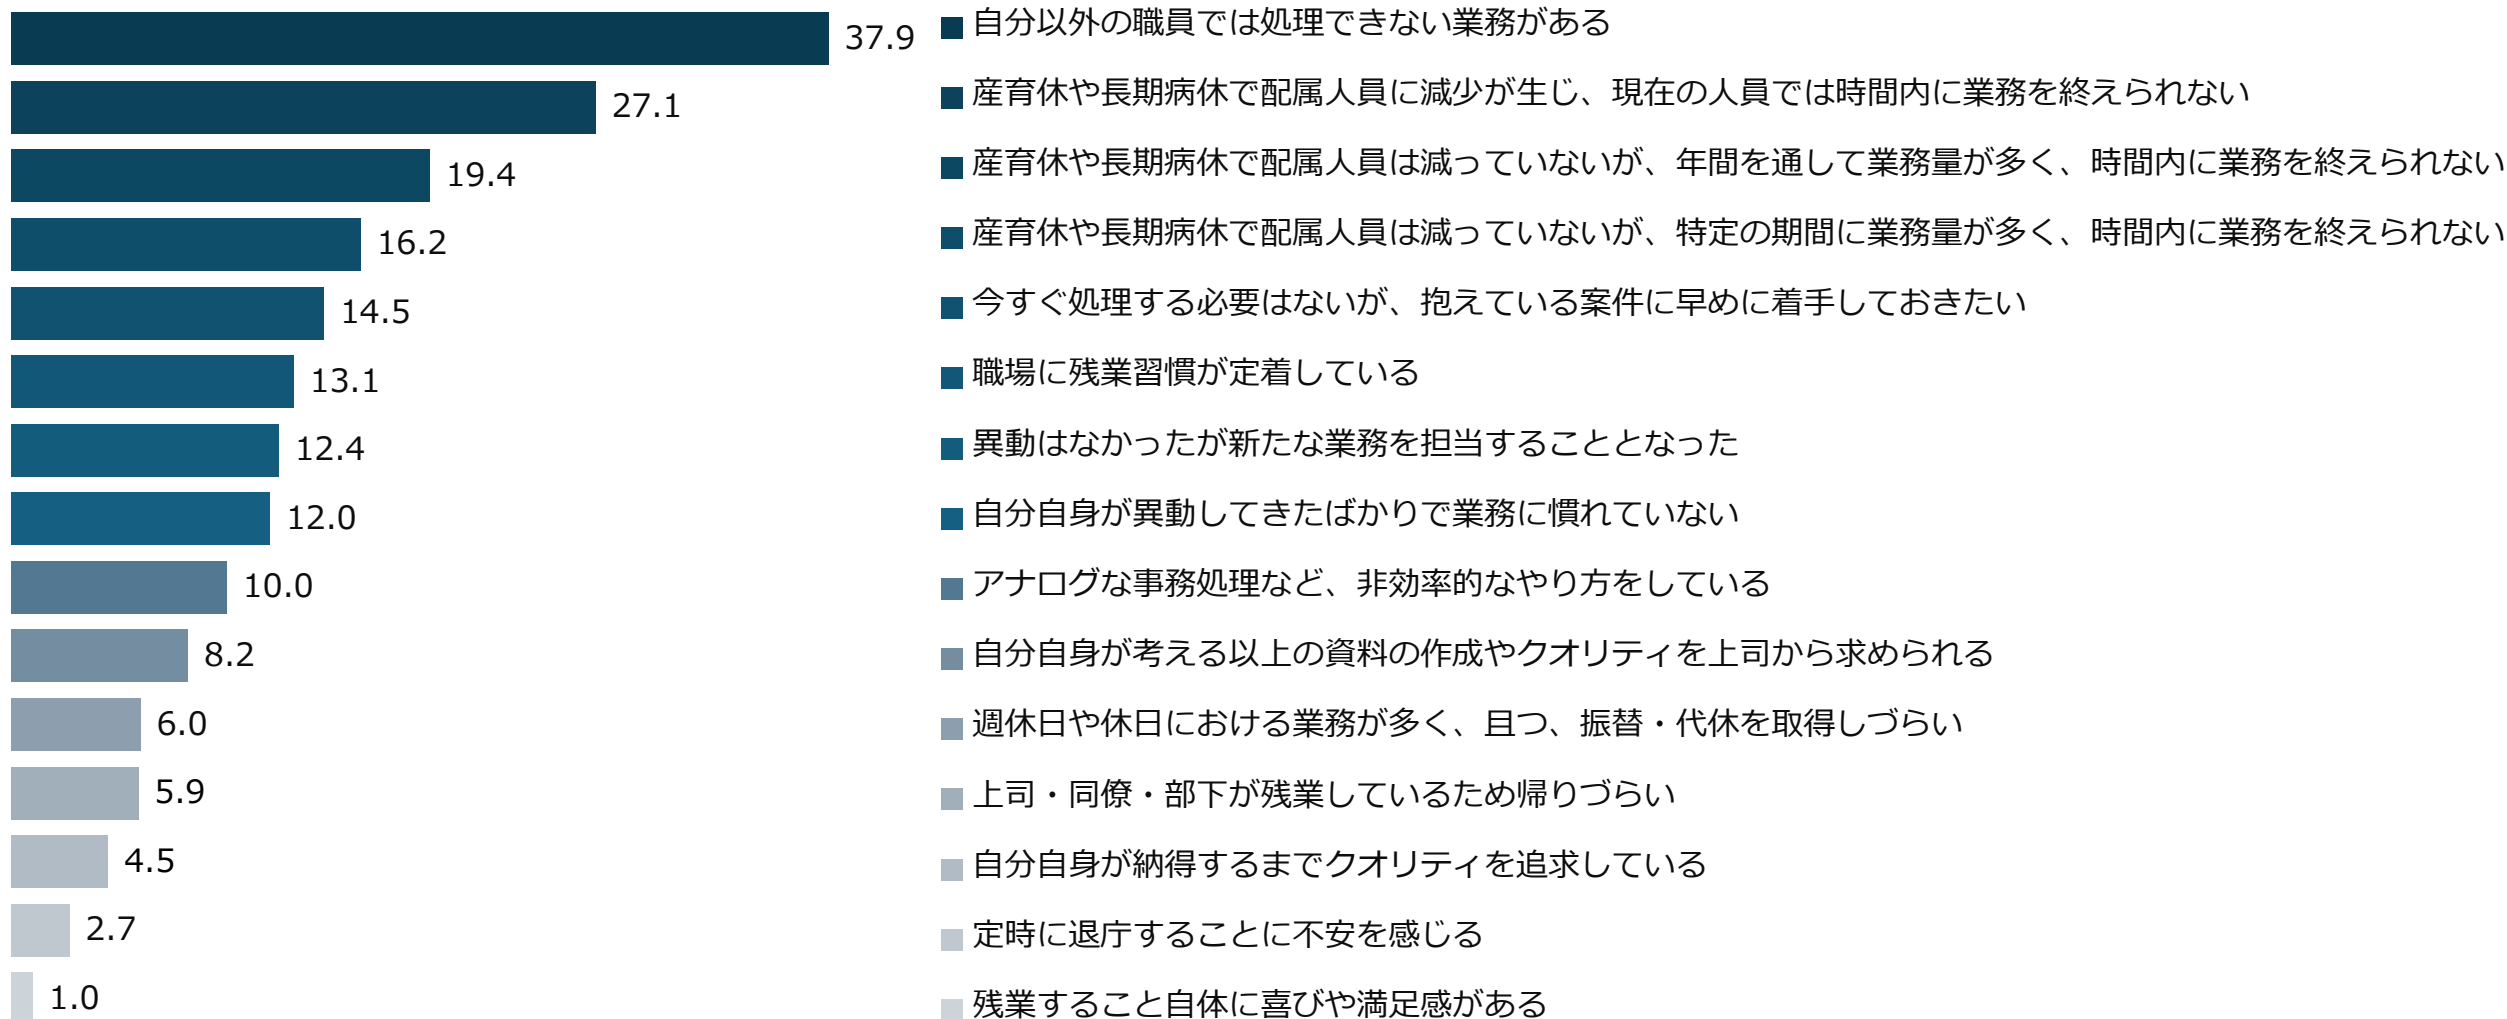 37.9 自分以外の職員では処理できない業務がある
27.1 産育休や長期病休で配属人員に減少が生じ、現在の人員では時間内に業務を終えられない
19.4 産育休や長期病休で配属人員は減っていないが、年間を通して業務量が多く、時間内に業務を終えられない
16.2 産育休や長期病休で配属人員は減っていないが、特定の期間に業務量が多く、時間内に業務を終えられない
14.5 今すぐ処理する必要はないが、抱えている案件に早めに着手しておきたい
13.1 職場に残業習慣が定着している
12.4 異動はなかったが新たな業務を担当することとなった
12.0 自分自身が異動してきたばかりで業務に慣れていない
10.0 アナログな事務処理など、非効率的なやり方をしている
8.2 自分自身が考える以上の資料の作成やクオリティを上司から求められる
6.0 週休日や休日における業務が多く、且つ、振替・代休を取得しづらい
5.9 上司・同僚・部下が残業しているため帰りづらい
4.5 自分自身が納得するまでクオリティを追求している
2.7 定時に退庁することに不安を感じる
1.0 残業すること自体に喜びや満足感がある